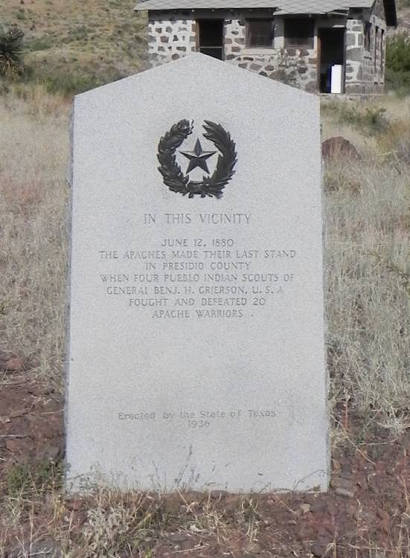 IN THIS VICINITY
JUNE 12, 1880
THE APACHES MADE THEIR LAST STAND
IN PRESIDIO COUNTY
WHEN FOUR PUEBLO INDIAN SCOUTS OF
GENERAL BENJ. H. GRIERSON, U. S. A
FOUGHT AND DEFEATED 20
APACHE WARRIORS
Erected by the State of Texas
1936